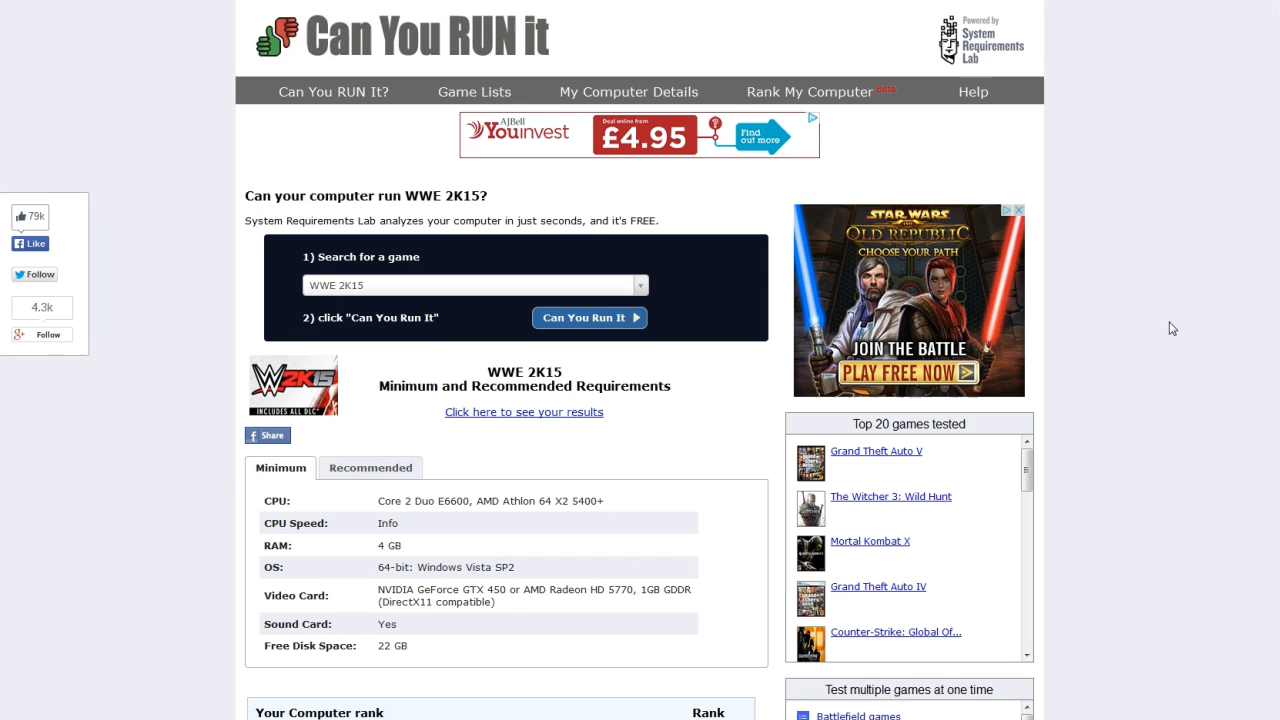 Can You RUN it
Powered by
System
Requirements
Lab
Can You RUN It?
Game Lists
My Computer Details
Rank My Computer Beta
Help
AJBell
Youinvest
Deal online from
£4.95
Find
out more
Can your computer run WWE 2K15?
System Requirements Lab analyzes your computer in just seconds, and it's FREE.
79k
Like
Follow
4.3k
Follow
1) Search for a game
WWE 2K15
2) click "Can You Run It"
Can You Run It
STAR WARS
THE OLD REPUBLIC
CHOOSE YOUR PATH
JOIN THE BATTLE
PLAY FREE NOW
W2K15
INCLUDES ALL DLC*
WWE 2K15
Minimum and Recommended Requirements
Click here to see your results
Share
Minimum
Recommended
CPU: Core 2 Duo E6600, AMD Athlon 64 X2 5400+
CPU Speed: Info
RAM: 4 GB
OS: 64-bit: Windows Vista SP2
Video Card: NVIDIA GeForce GTX 450 or AMD Radeon HD 5770, 1GB GDDR
(DirectX11 compatible)
Sound Card: Yes
Free Disk Space: 22 GB
Your Computer rank Rank
Top 20 games tested
Grand Theft Auto V
The Witcher 3: Wild Hunt
Mortal Kombat X
Grand Theft Auto IV
Counter-Strike: Global Of...
Test multiple games at one time
Battlefield games